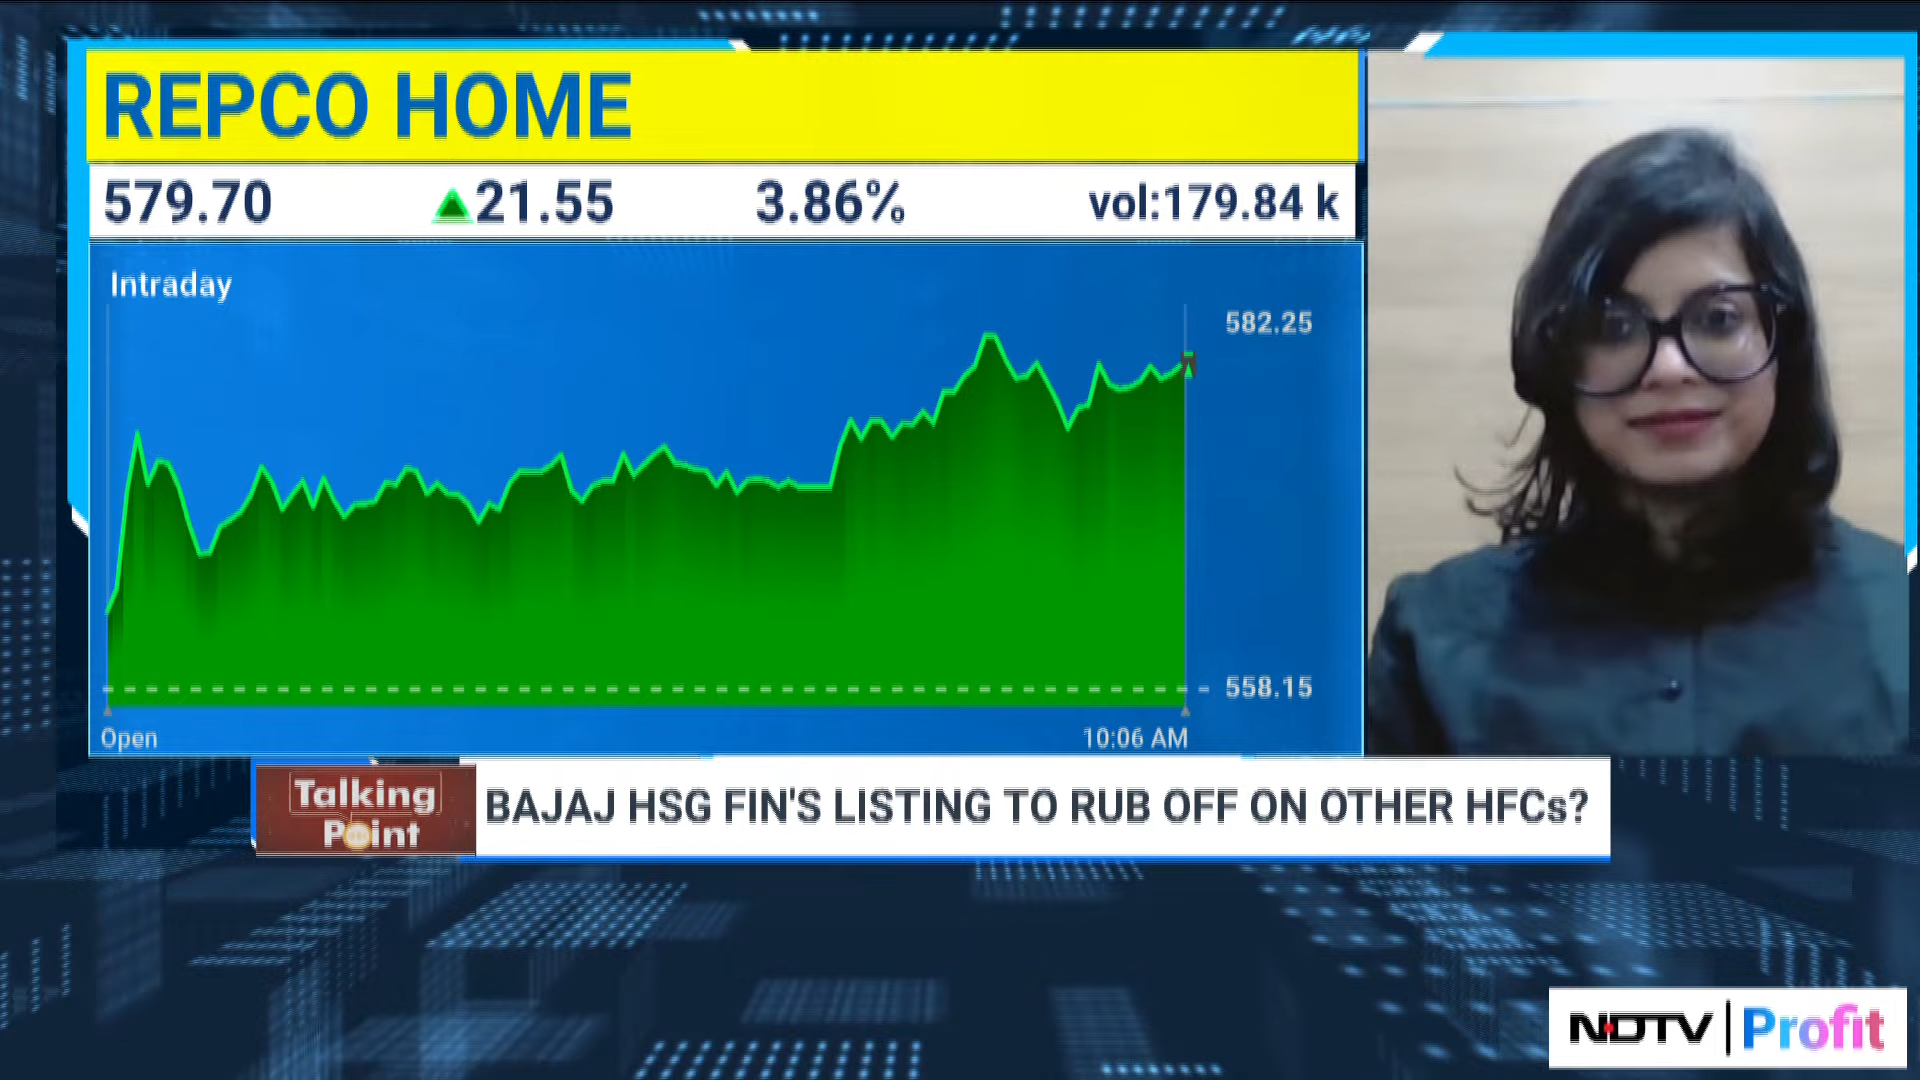 REPCO HOME
579.70 ▲21.55 3.86% vol:179.84 k
Intraday
582.25
558.15
Open 10:06 AM
Talking
Point
BAJAJ HSG FIN'S LISTING TO RUB OFF ON OTHER HFCs?
NDTV | Profit